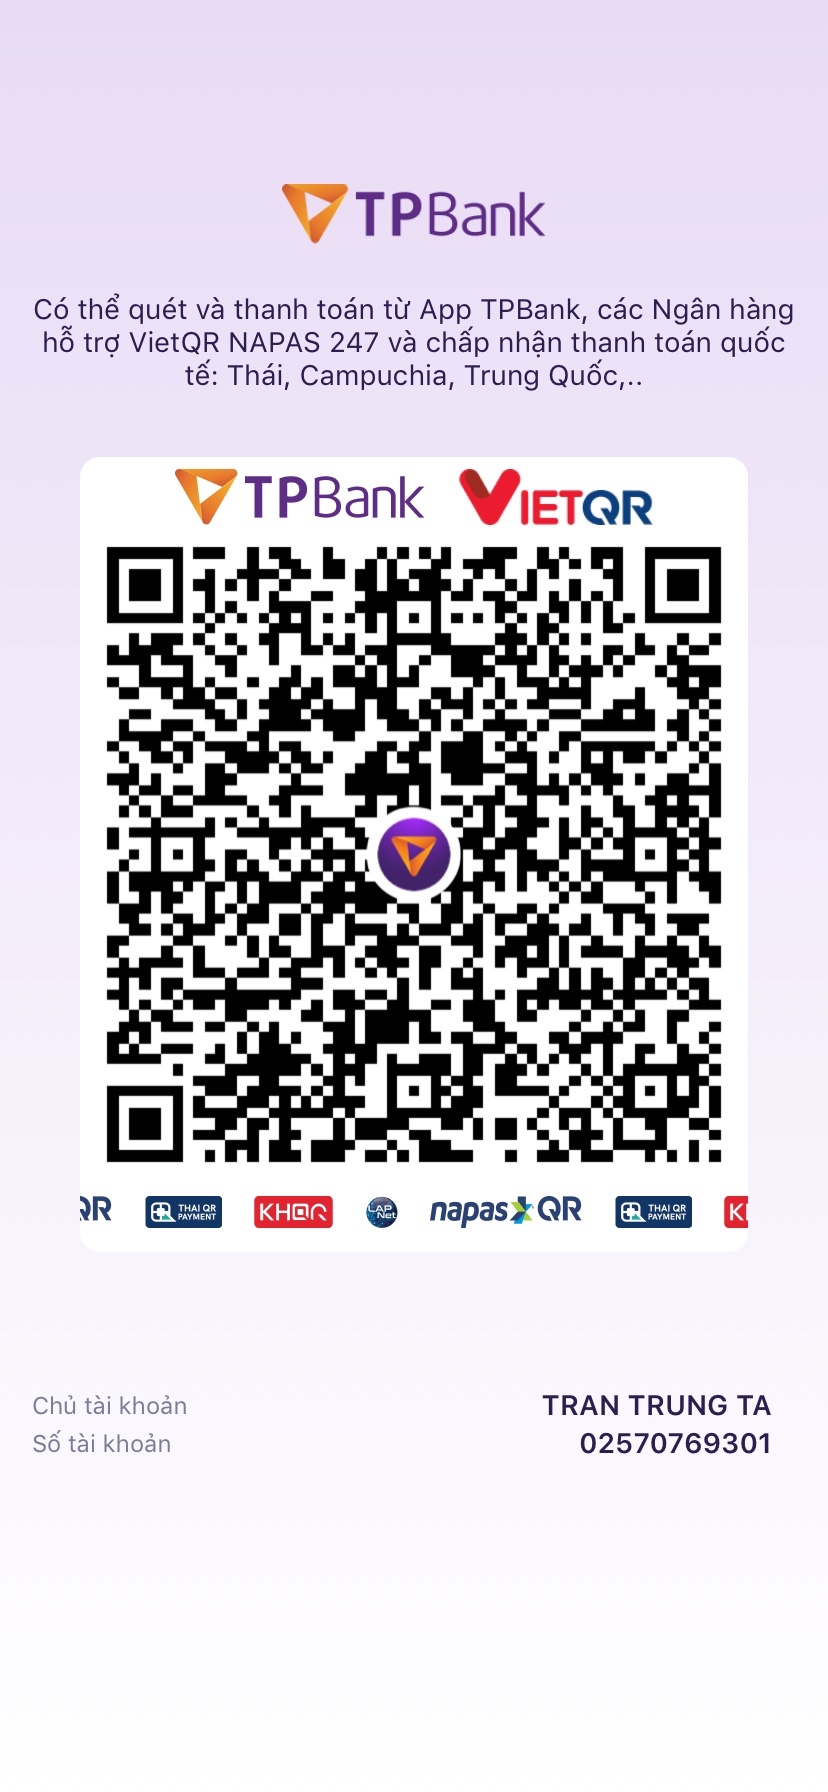 TPBank
Có thể quét và thanh toán từ App TPBank, các Ngân hàng
hỗ trợ VietQR NAPAS 247 và chấp nhận thanh toán quốc
tế: Thái, Campuchia, Trung Quốc,..
TPBank VIETQR
QR THAI QR PAYMENT KHQR LAPNet napas QR THAI QR PAYMENT K
Chủ tài khoản TRAN TRUNG TA
Số tài khoản 02570769301